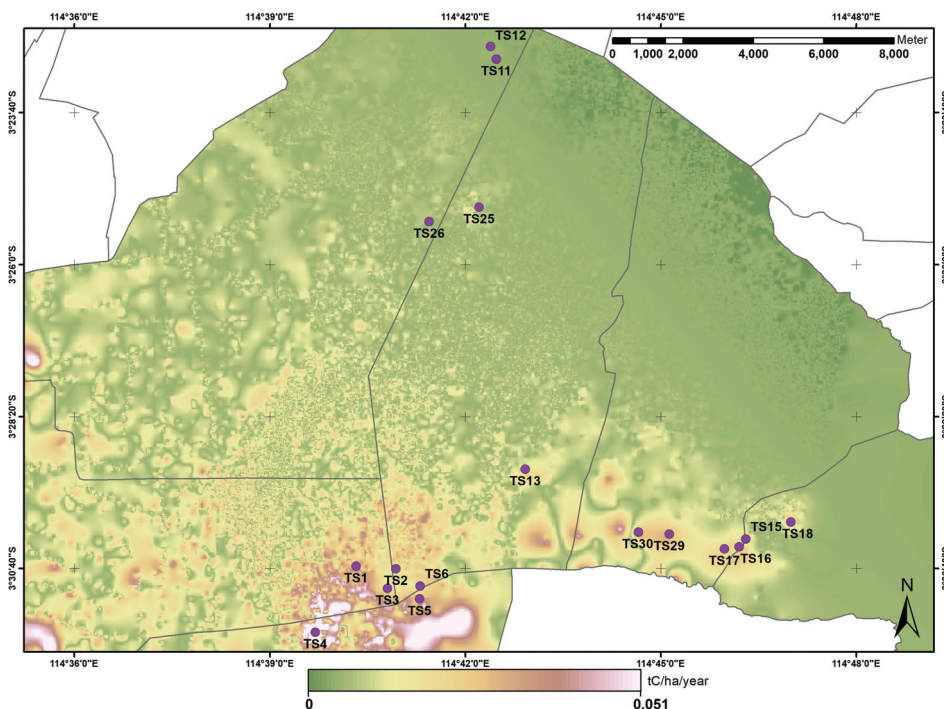 114°36'0"E 114°39'0"E 114°42'0"E 114°45'0"E 114°48'0"E
Meter
0 1,000 2,000 4,000 6,000 8,000
TS12
TS11
3°23'40"S
TS25
TS26
3°26'0"S 3°26'0"S
3°28'20"S
TS13
TS30 TS29
TS15
TS18
TS17 TS16
3°30'40"S
TS1 TS2 TS6
TS3 TS5
TS4
N
114°36'0"E 114°39'0"E 114°42'0"E 114°45'0"E 114°48'0"E
tC/ha/year
0 0.051